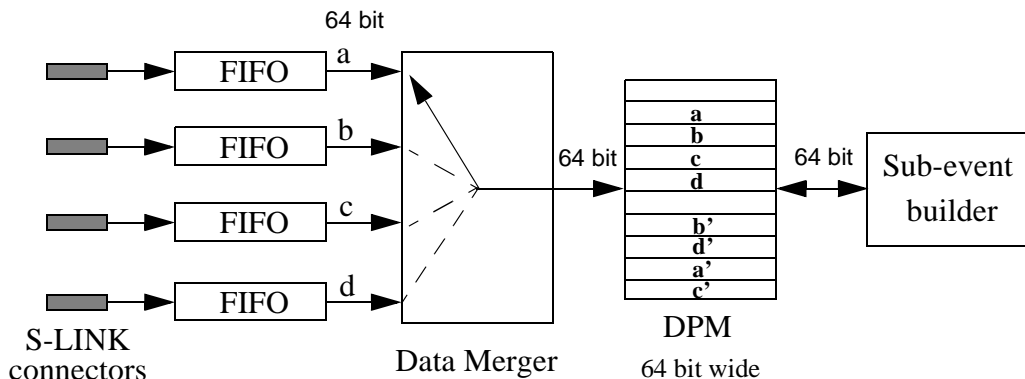 64 bit
a
FIFO
b
FIFO
c
FIFO
d
FIFO
S-LINK
connectors
Data Merger
64 bit
a
b
c
d
b’
d’
a’
c’
DPM
64 bit wide
64 bit
Sub-event
builder